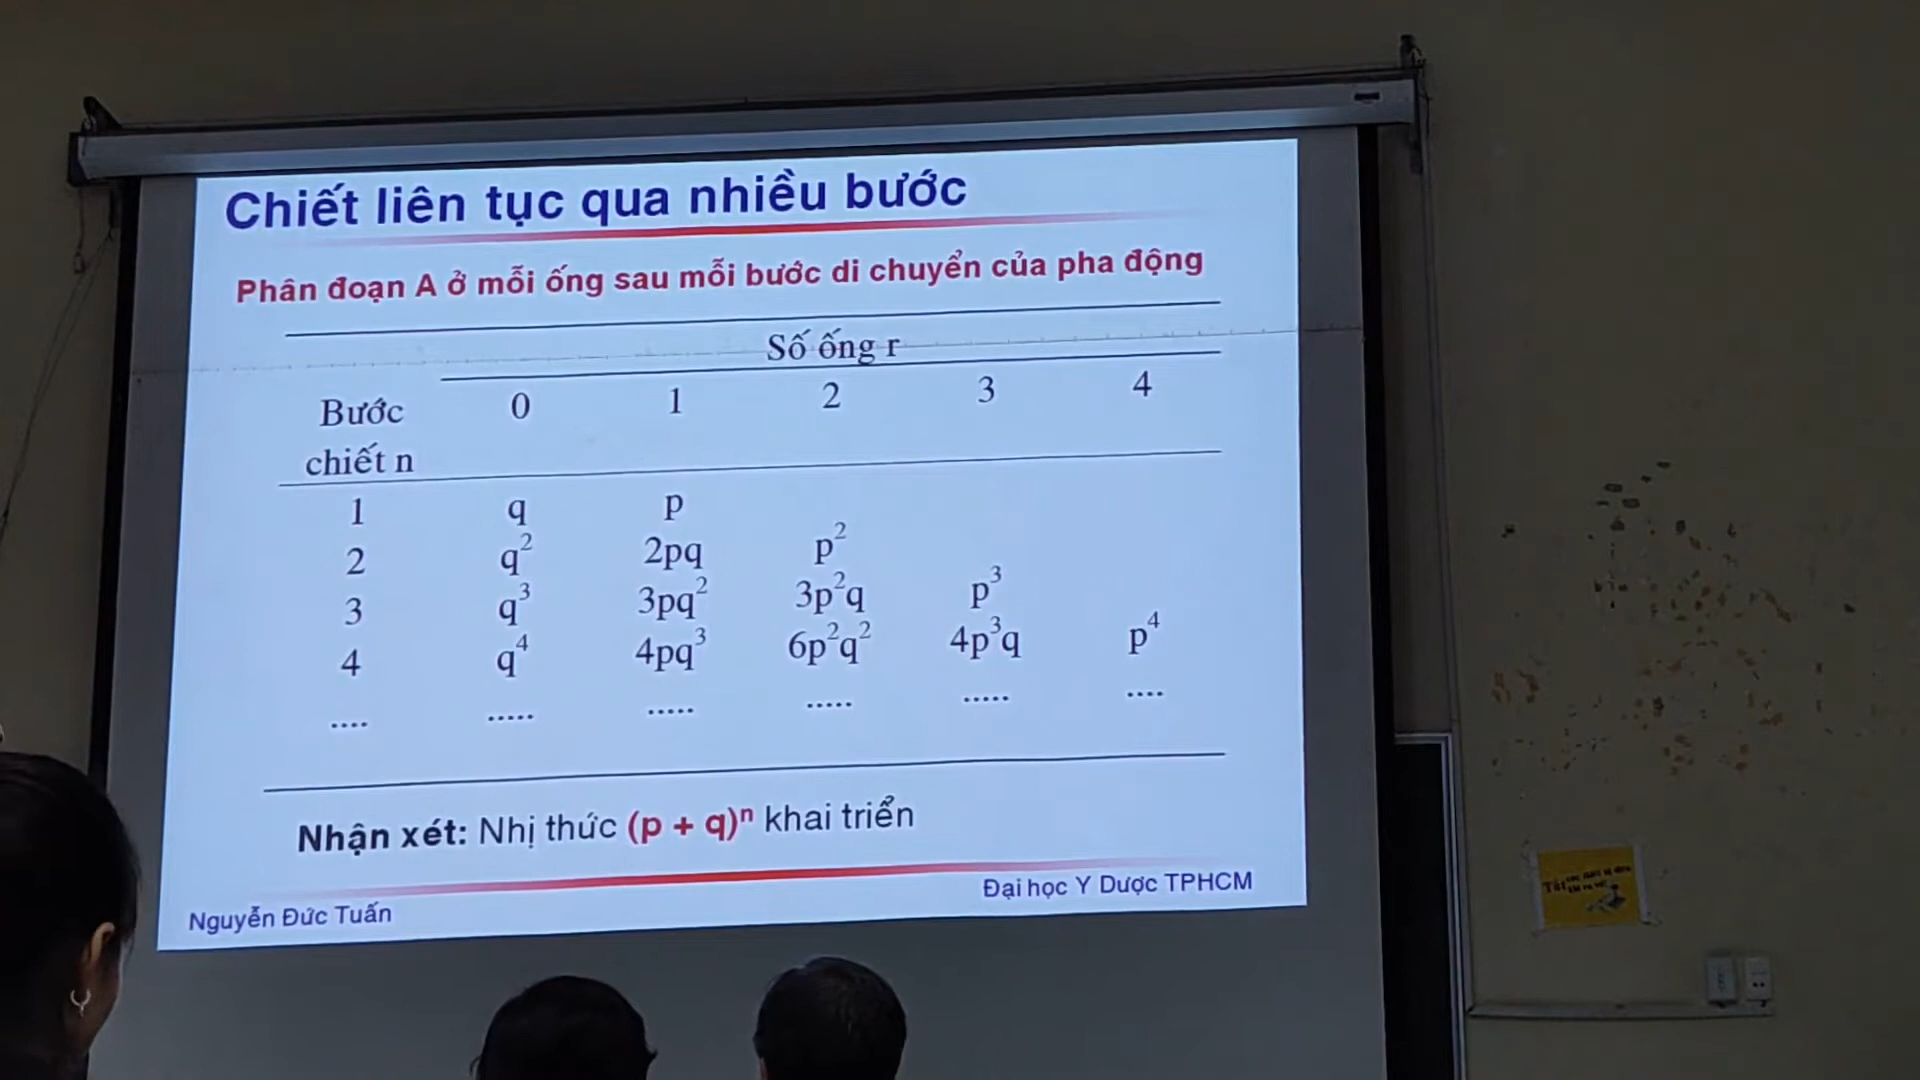 Chiết liên tục qua nhiều bước
Phân đoạn A ở mỗi ống sau mỗi bước di chuyển của pha động
Số ống r
Bước chiết n 0 1 2 3 4
1 q p
2 q² 2pq p²
3 q³ 3pq² 3p²q p³
4 q⁴ 4pq³ 6p²q² 4p³q p⁴
.... ..... ..... ..... ..... ....
Nhận xét: Nhị thức (p + q)ⁿ khai triển
Nguyễn Đức Tuấn
Đại học Y Dược TPHCM